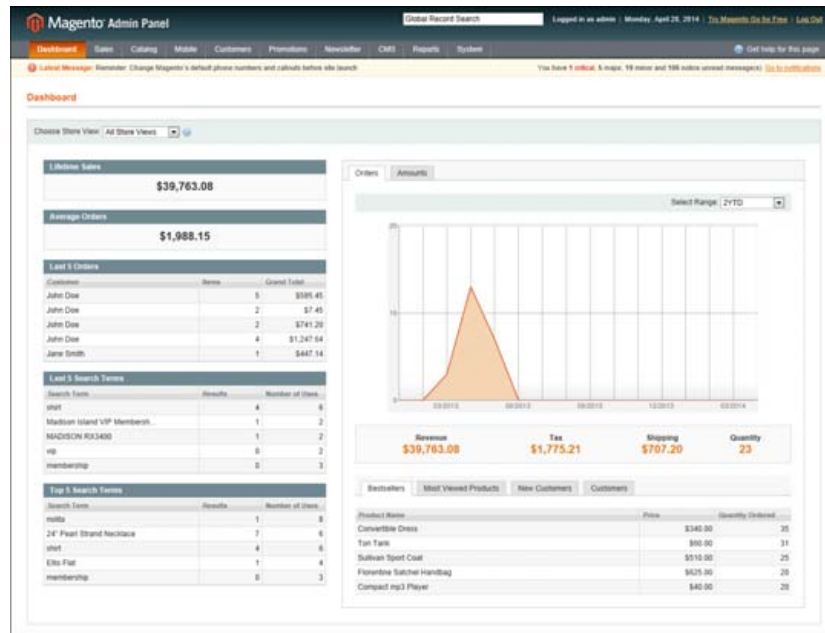 Magento Admin Panel
Global Record Search
Logged in as admin | Monday, April 28, 2014 | Try Magento Go for Free | Log Out
Dashboard Sales Catalog Mobile Customers Promotions Newsletter CMS Reports System
Get help for this page
Latest Message: Reminder: Change Magento's default phone numbers and callouts before site launch
You have 1 critical, 5 major, 19 minor and 106 notice unread message(s). Go to notifications
Dashboard
Choose Store View: All Store Views
Lifetime Sales
$39,763.08
Average Orders
$1,988.15
Last 5 Orders
Customer Items Grand Total
John Doe 5 $585.45
John Doe 2 $7.45
John Doe 2 $741.20
John Doe 4 $1,247.64
Jane Smith 1 $447.14
Last 5 Search Terms
Search Term Results Number of Uses
shirt 4 6
Madison Island VIP Membersh... 1 2
MADISON RX3400 1 2
vip 0 2
membership 0 3
Top 5 Search Terms
Search Term Results Number of Uses
nolita 1 8
24" Pearl Strand Necklace 7 6
shirt 4 6
Elto Flat 1 4
membership 0 3
Orders Amounts
Select Range: 2YTD
20
10
0
03/2013 06/2013 09/2013 12/2013 03/2014
Revenue Tax Shipping Quantity
$39,763.08 $1,775.21 $707.20 23
Bestsellers Most Viewed Products New Customers Customers
Product Name Price Quantity Ordered
Convertible Dress $340.00 35
Tori Tank $60.00 31
Sullivan Sport Coat $510.00 25
Florentine Satchel Handbag $625.00 20
Compact mp3 Player $40.00 20